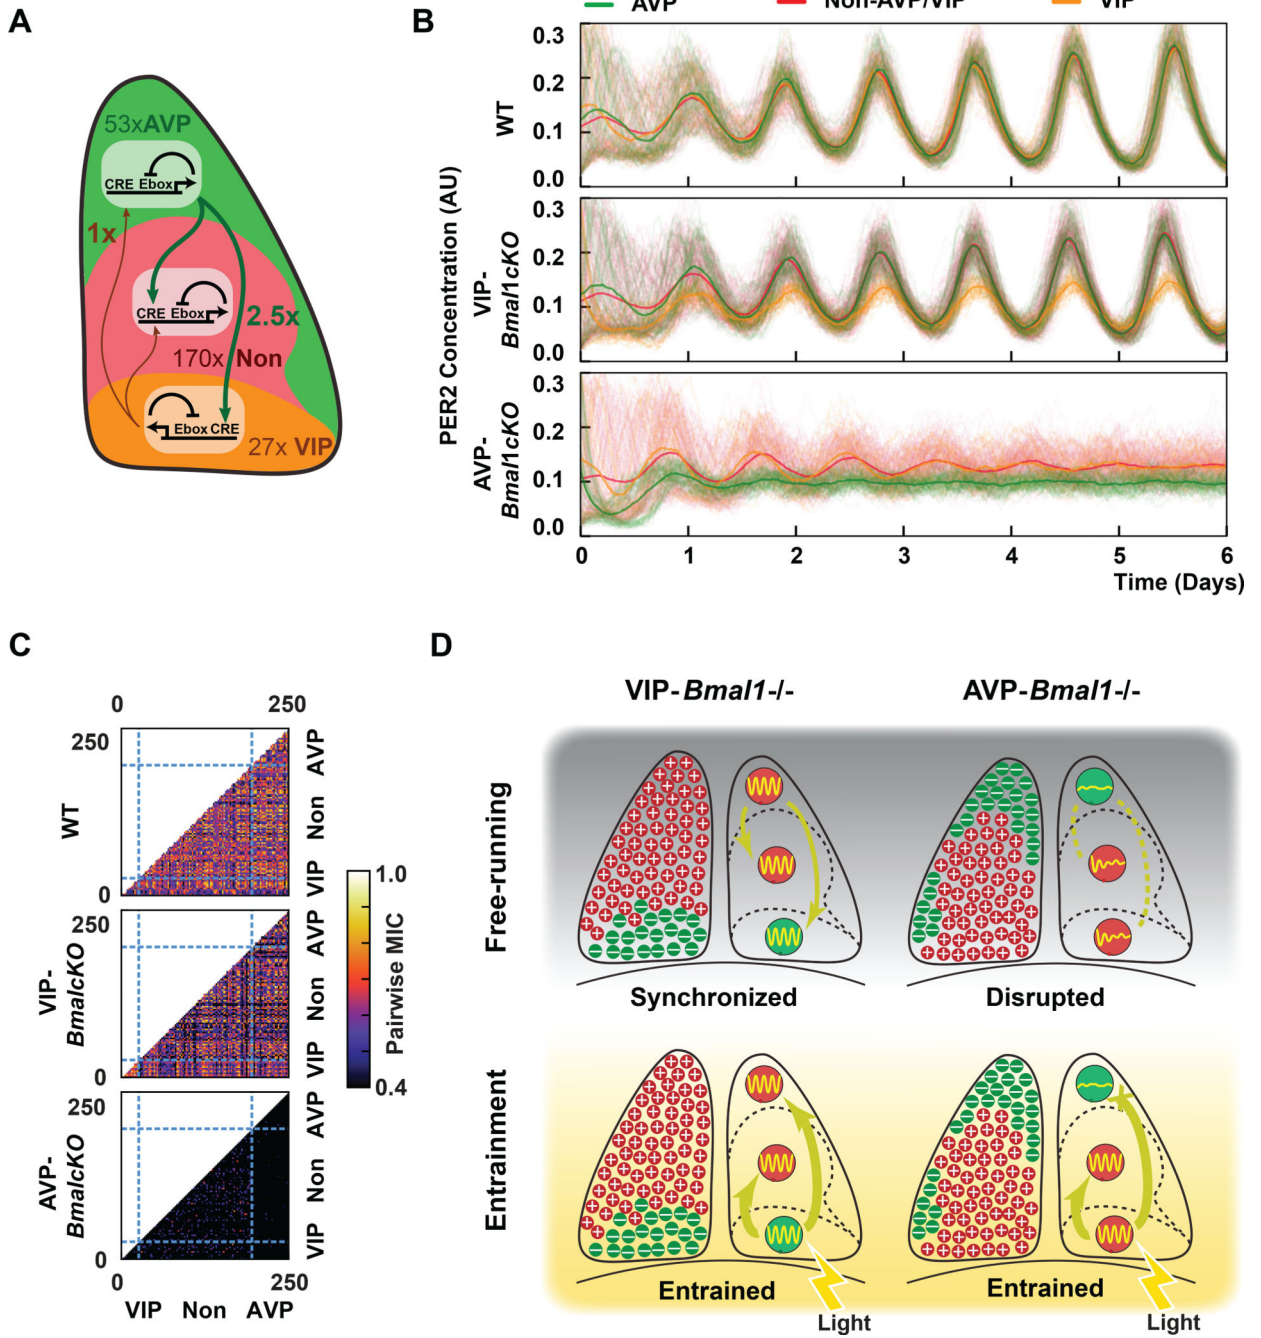 A
53xAVP
CRE Ebox
1x
CRE Ebox
2.5x
170x Non
Ebox CRE
27x VIP
B
AVP
Non-AVP/VIP
VIP
PER2 Concentration (AU)
WT
0.3
0.2
0.1
0.0
VIP-
Bmal1cKO
0.3
0.2
0.1
0.0
AVP-
Bmal1cKO
0.3
0.2
0.1
0.0
0 1 2 3 4 5 6
Time (Days)
C
0 250
WT
250
0
AVP
Non
VIP
VIP-
BmalcKO
250
0
AVP
Non
VIP
AVP-
BmalcKO
250
0
AVP
Non
VIP
0 250
VIP Non AVP
1.0
Pairwise MIC
0.4
D
VIP-Bmal1-/-
AVP-Bmal1-/-
Free-running
Synchronized
Disrupted
Entrainment
Entrained
Entrained
Light
Light